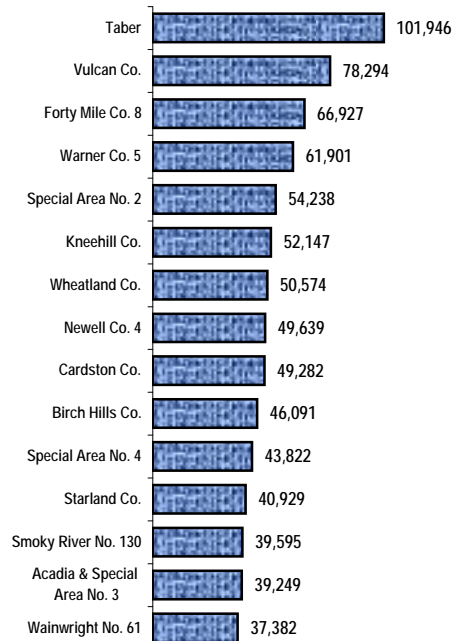 Taber 101,946
Vulcan Co. 78,294
Forty Mile Co. 8 66,927
Warner Co. 5 61,901
Special Area No. 2 54,238
Kneehill Co. 52,147
Wheatland Co. 50,574
Newell Co. 4 49,639
Cardston Co. 49,282
Birch Hills Co. 46,091
Special Area No. 4 43,822
Starland Co. 40,929
Smoky River No. 130 39,595
Acadia & Special
Area No. 3 39,249
Wainwright No. 61 37,382